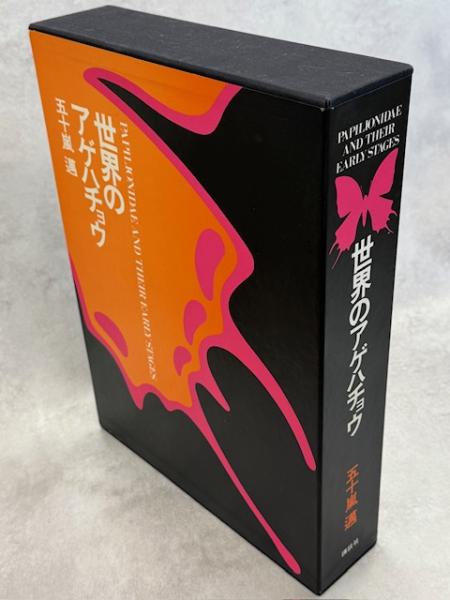 世界の
アゲハチョウ
五十嵐 邁
PAPILIONIDAE AND THEIR EARLY STAGES
PAPILIONIDAE
AND THEIR
EARLY STAGES
世界のアゲハチョウ
五十嵐 邁
講談社